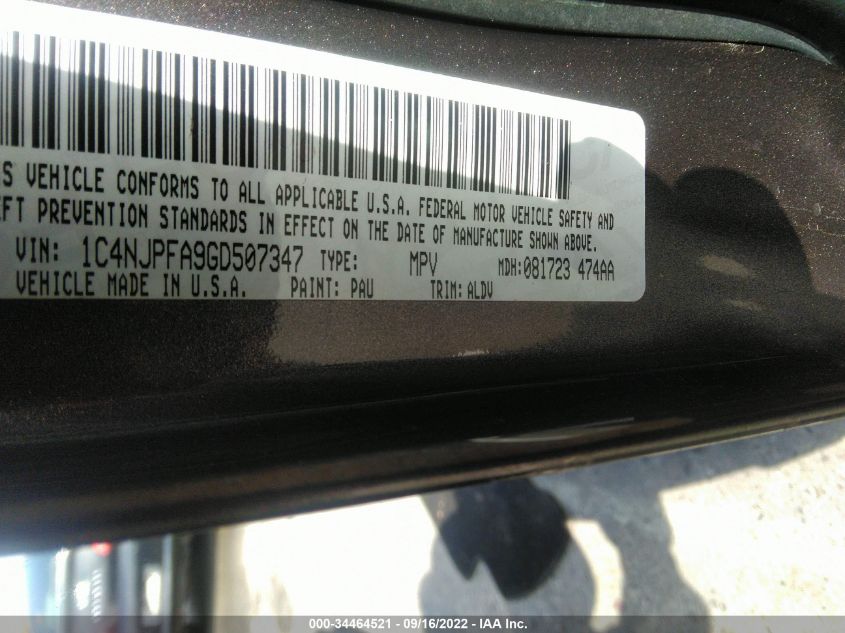 S VEHICLE CONFORMS TO ALL APPLICABLE U.S.A. FEDERAL MOTOR VEHICLE SAFETY AND
EFT PREVENTION STANDARDS IN EFFECT ON THE DATE OF MANUFACTURE SHOWN ABOVE.
VIN: 1C4NJPFA9GD507347 TYPE: MPV MDH:081723 474AA
VEHICLE MADE IN U.S.A. PAINT: PAU TRIM: ALDV
000-34464521 - 09/16/2022 - IAA Inc.